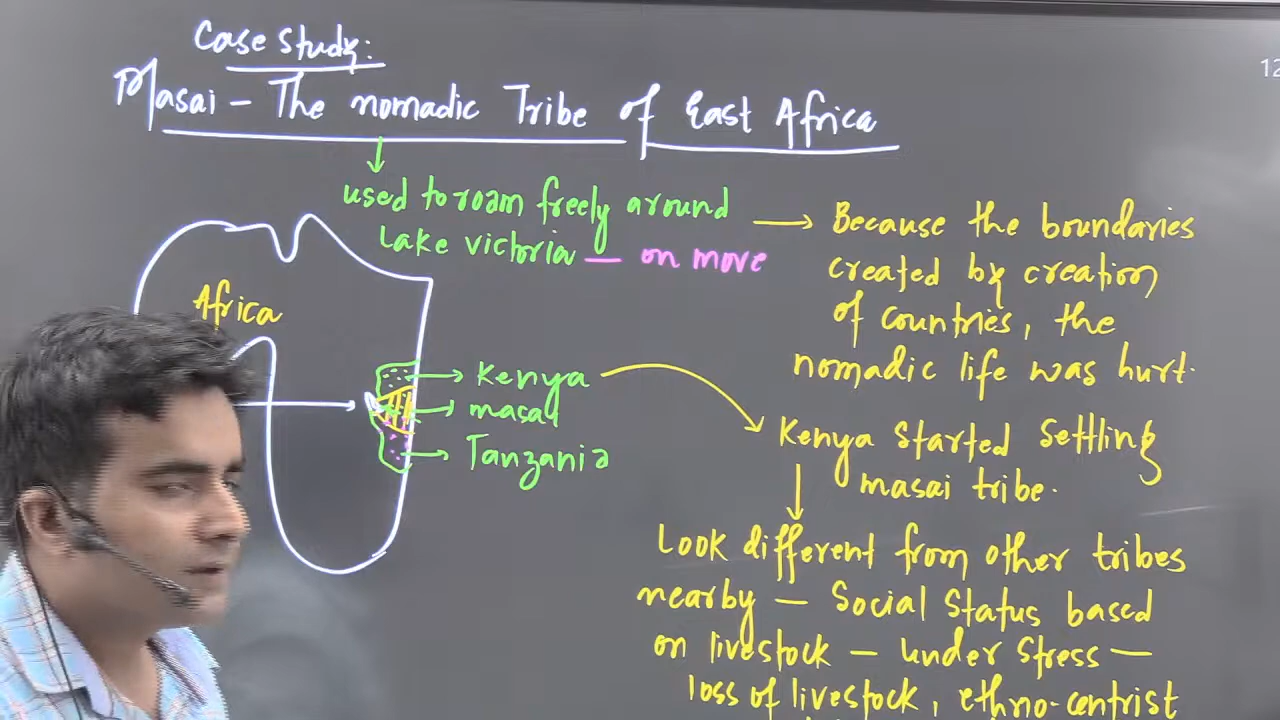 Case Study:
Masai - The nomadic Tribe of East Africa
used to roam freely around
Lake victoria - on move
Because the boundaries
created by creation
of countries, the
nomadic life was hurt.
Africa
Kenya
masai
Tanzania
Kenya Started Settling
masai tribe.
Look different from other tribes
nearby - Social Status based
on livestock - under Stress -
loss of livestock, ethno-centrist
12